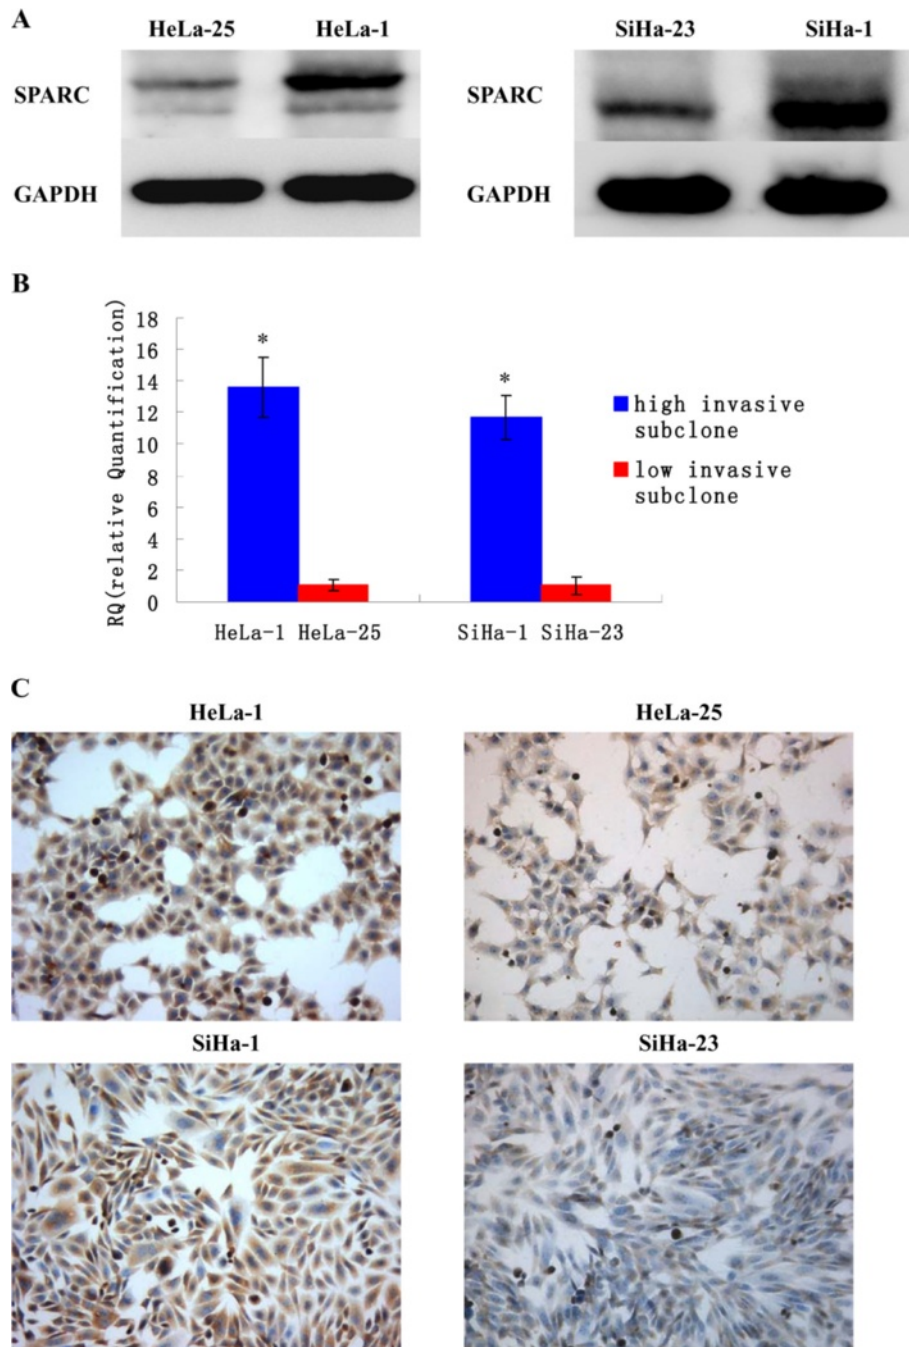 A
HeLa-25 HeLa-1 SiHa-23 SiHa-1
SPARC SPARC
GAPDH GAPDH
B
RQ(relative Quantification)
18
16
14
12
10
8
6
4
2
0
* *
high invasive
subclone
low invasive
subclone
HeLa-1 HeLa-25 SiHa-1 SiHa-23
C
HeLa-1 HeLa-25
SiHa-1 SiHa-23